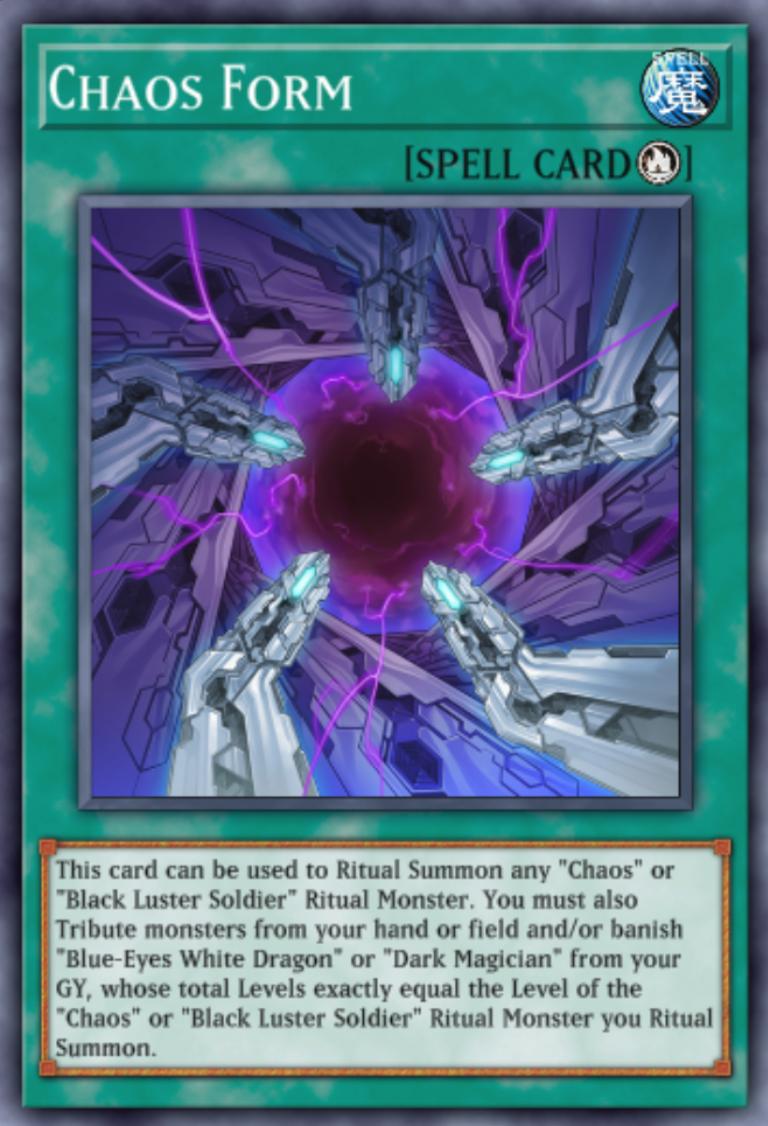 Chaos Form
SPELL
魔
[SPELL CARD]
This card can be used to Ritual Summon any "Chaos" or
"Black Luster Soldier" Ritual Monster. You must also
Tribute monsters from your hand or field and/or banish
"Blue-Eyes White Dragon" or "Dark Magician" from your
GY, whose total Levels exactly equal the Level of the
"Chaos" or "Black Luster Soldier" Ritual Monster you Ritual
Summon.